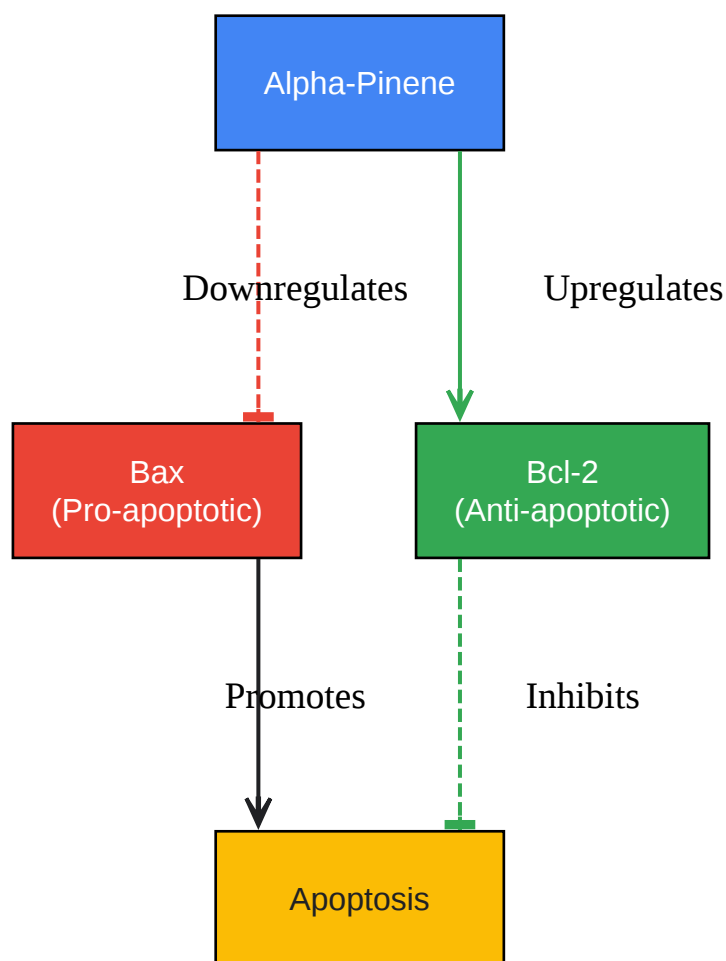 Alpha-Pinene
Downregulates
Upregulates
Bax
(Pro-apoptotic)
Bcl-2
(Anti-apoptotic)
Promotes
Inhibits
Apoptosis